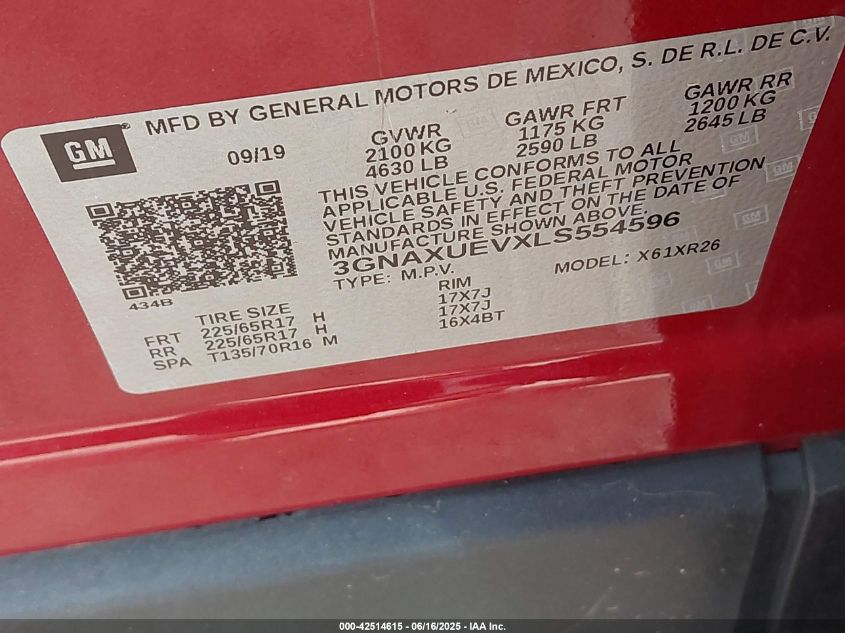 MFD BY GENERAL MOTORS DE MEXICO, S. DE R.L. DE C.V.
GM ®
09/19
GVWR
2100 KG
4630 LB
GAWR FRT
1175 KG
2590 LB
GAWR RR
1200 KG
2645 LB
THIS VEHICLE CONFORMS TO ALL
APPLICABLE U.S. FEDERAL MOTOR
VEHICLE SAFETY AND THEFT PREVENTION
STANDARDS IN EFFECT ON THE DATE OF
MANUFACTURE SHOWN ABOVE.
3GNAXUEVXLS554596
TYPE: M.P.V.
MODEL: X61XR26
434B
TIRE SIZE RIM
FRT 225/65R17 H 17X7J
RR 225/65R17 H 17X7J
SPA T135/70R16 M 16X4BT
000-42514615 - 06/16/2025 - IAA Inc.